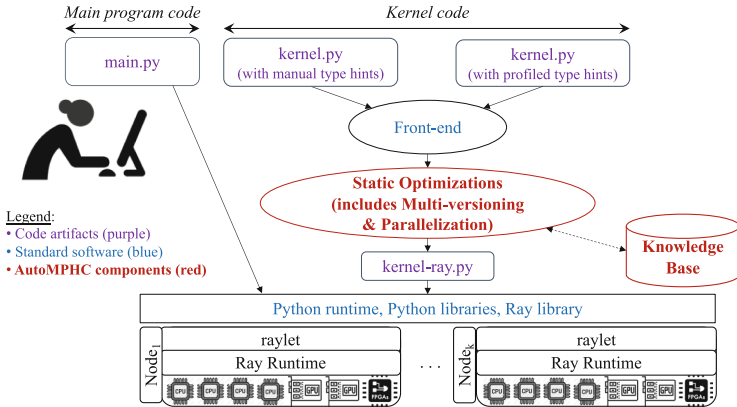 Main program code
Kernel code
main.py
kernel.py
(with manual type hints)
kernel.py
(with profiled type hints)
Front-end
Static Optimizations
(includes Multi-versioning
& Parallelization)
Legend:
• Code artifacts (purple)
• Standard software (blue)
• AutoMPHC components (red)
Knowledge
Base
kernel-ray.py
Python runtime, Python libraries, Ray library
Node1
raylet
Ray Runtime
CPU CPU CPU CPU GPU GPU FPGAs
. . .
Nodek
raylet
Ray Runtime
CPU CPU CPU CPU GPU GPU FPGAs